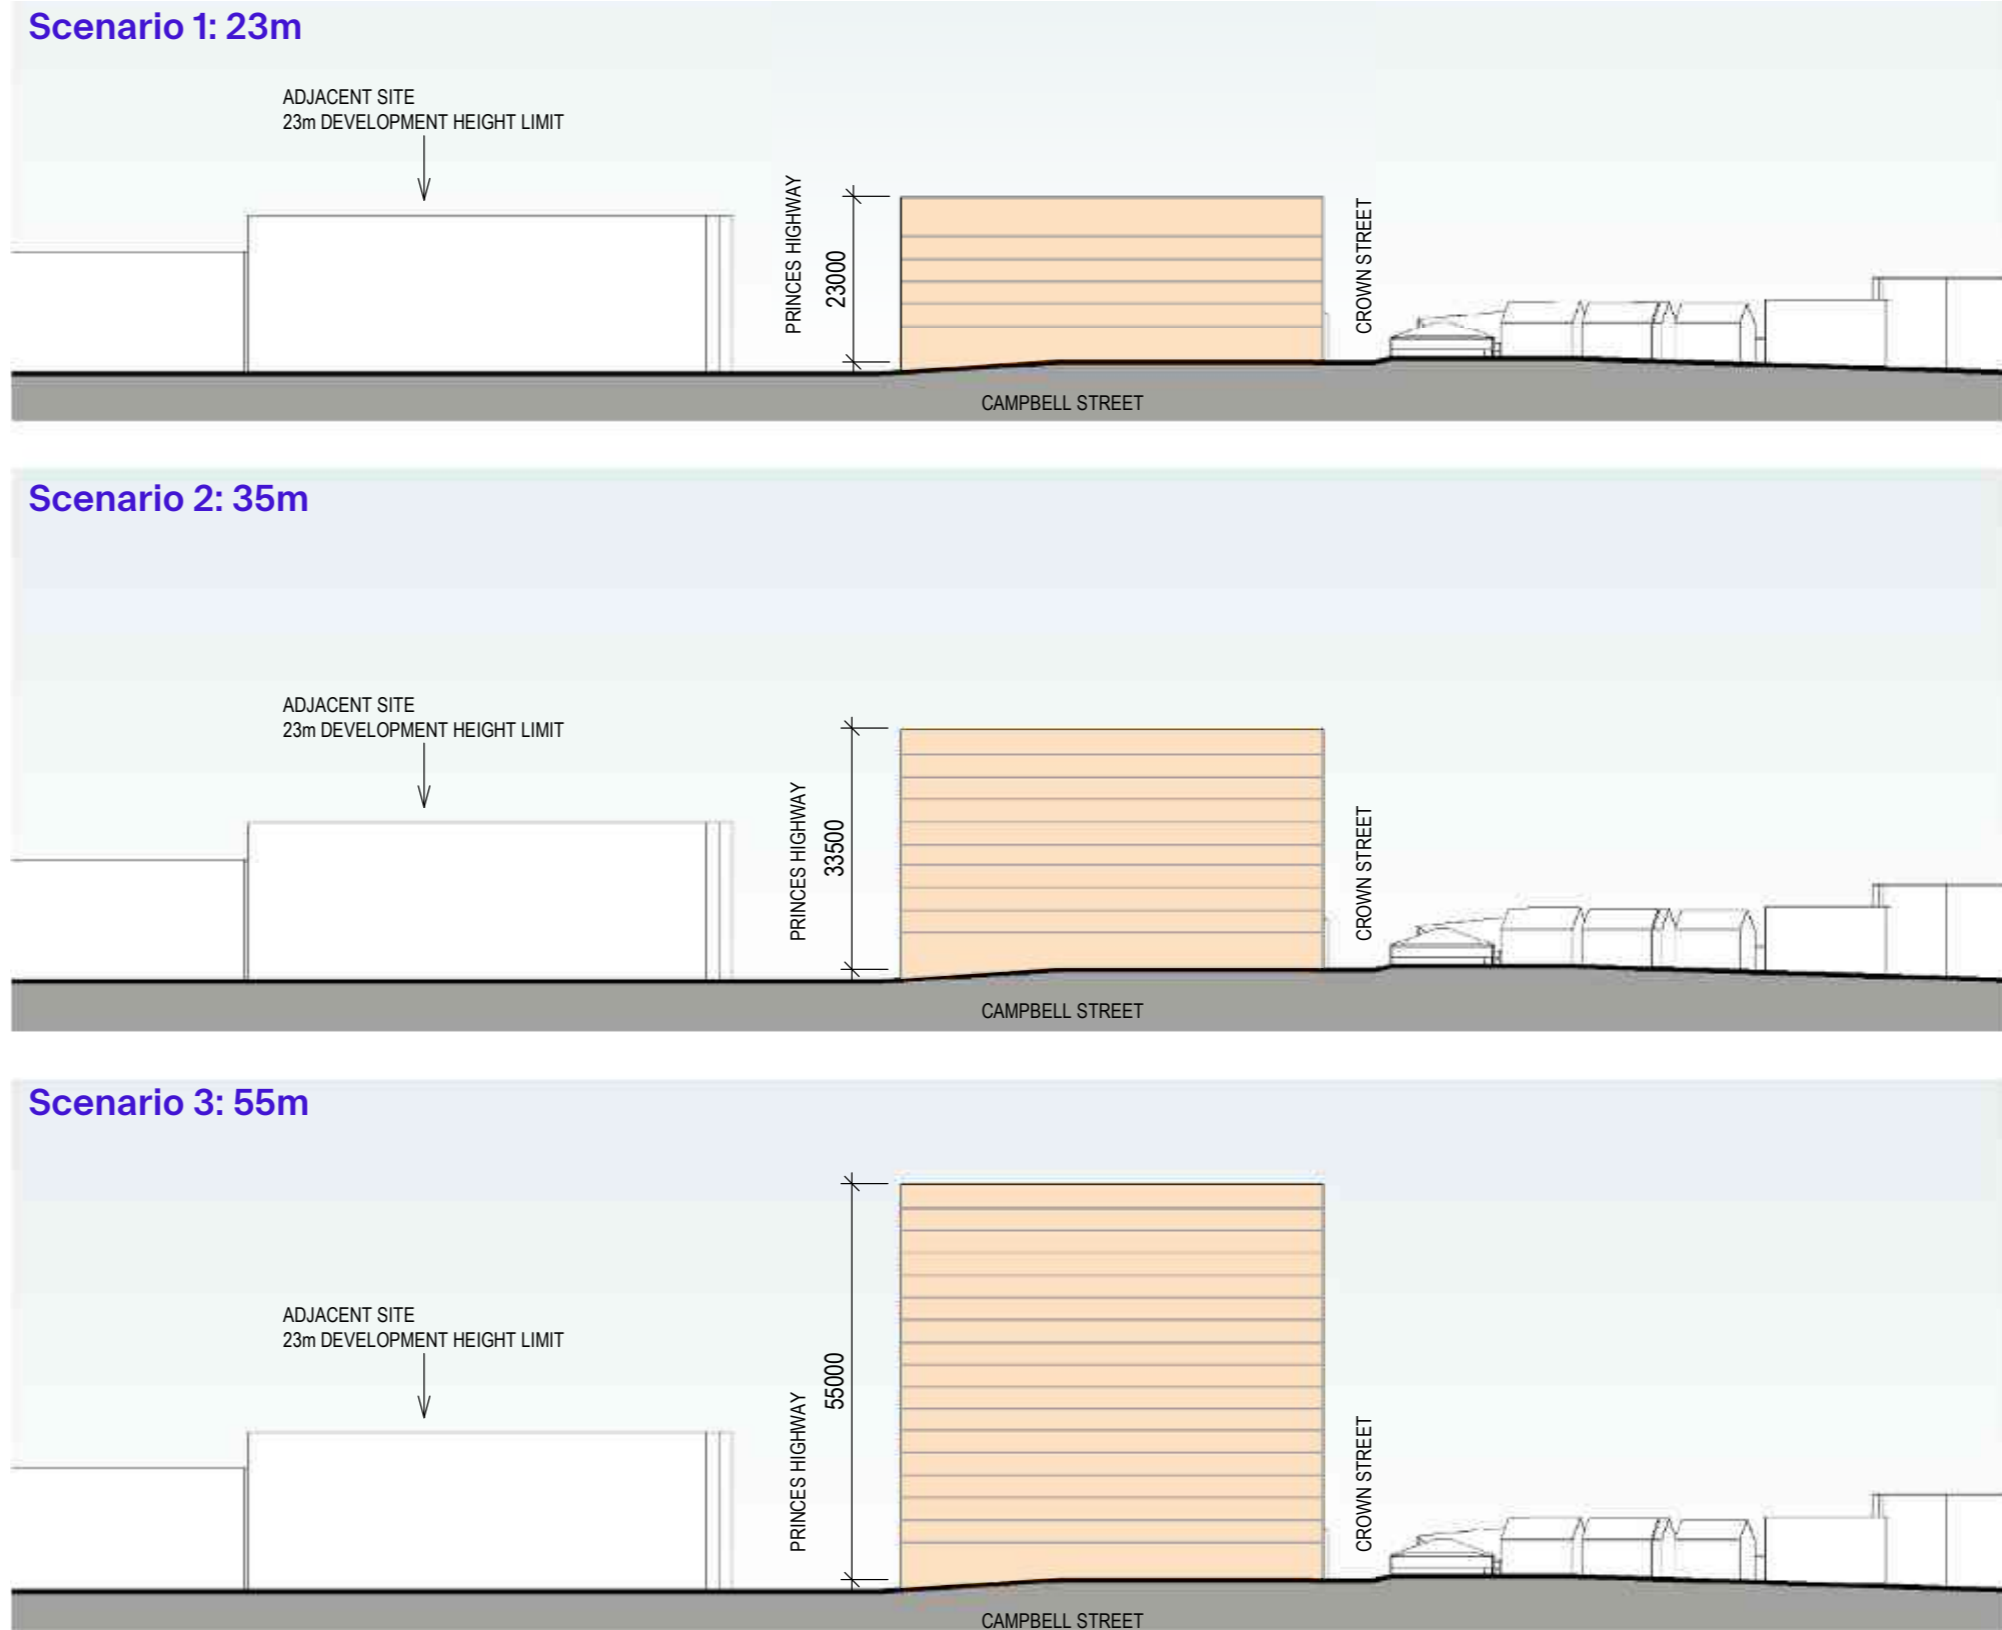 Scenario 1: 23m
ADJACENT SITE
23m DEVELOPMENT HEIGHT LIMIT
PRINCES HIGHWAY
23000
CROWN STREET
CAMPBELL STREET
Scenario 2: 35m
ADJACENT SITE
23m DEVELOPMENT HEIGHT LIMIT
PRINCES HIGHWAY
33500
CROWN STREET
CAMPBELL STREET
Scenario 3: 55m
ADJACENT SITE
23m DEVELOPMENT HEIGHT LIMIT
PRINCES HIGHWAY
55000
CROWN STREET
CAMPBELL STREET